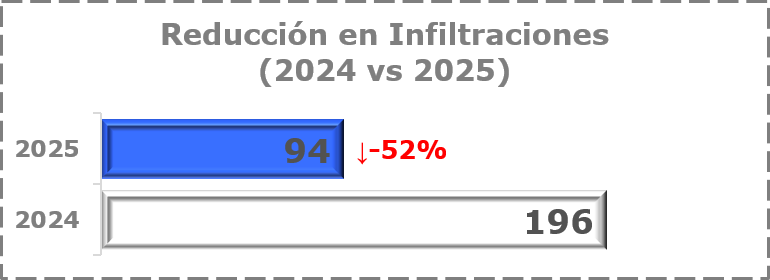 Reducción en Infiltraciones
(2024 vs 2025)
2025
94
↓-52%
2024
196